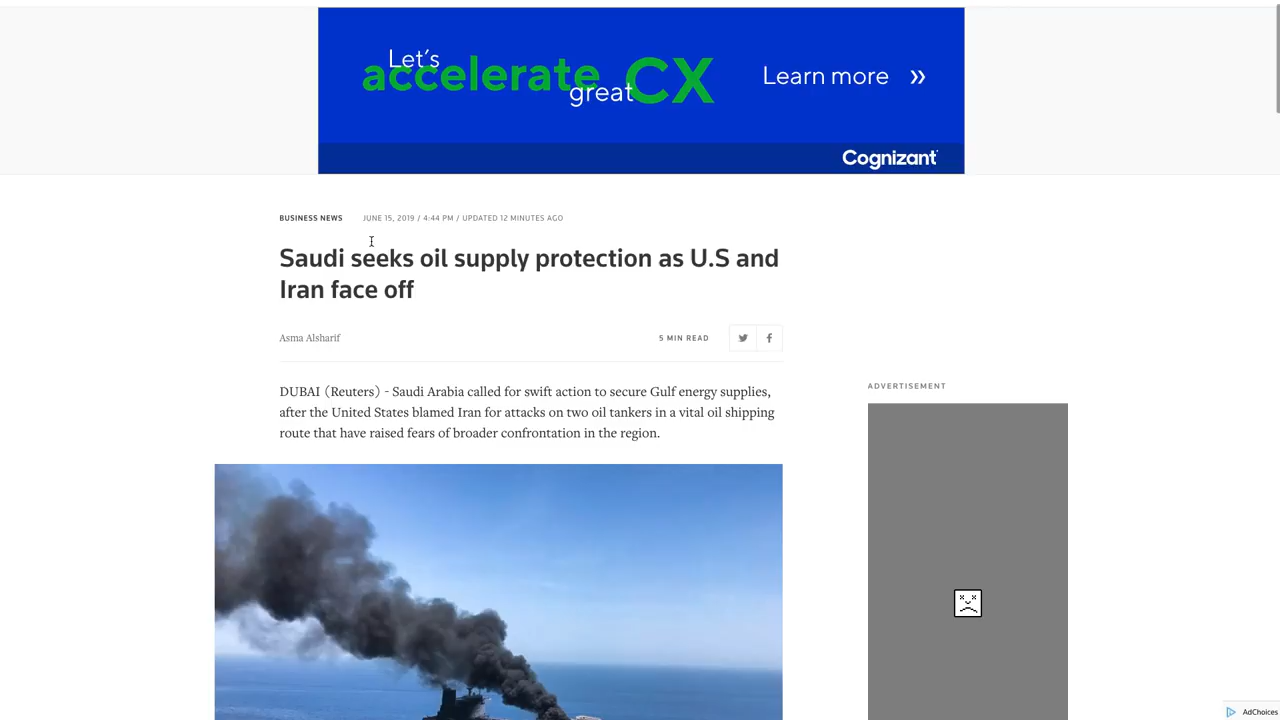 Let's
accelerate
great CX
Learn more »
Cognizant
BUSINESS NEWS JUNE 15, 2019 / 4:44 PM / UPDATED 12 MINUTES AGO
Saudi seeks oil supply protection as U.S and
Iran face off
Asma Alsharif 5 MIN READ
DUBAI (Reuters) - Saudi Arabia called for swift action to secure Gulf energy supplies,
after the United States blamed Iran for attacks on two oil tankers in a vital oil shipping
route that have raised fears of broader confrontation in the region.
ADVERTISEMENT
AdChoices